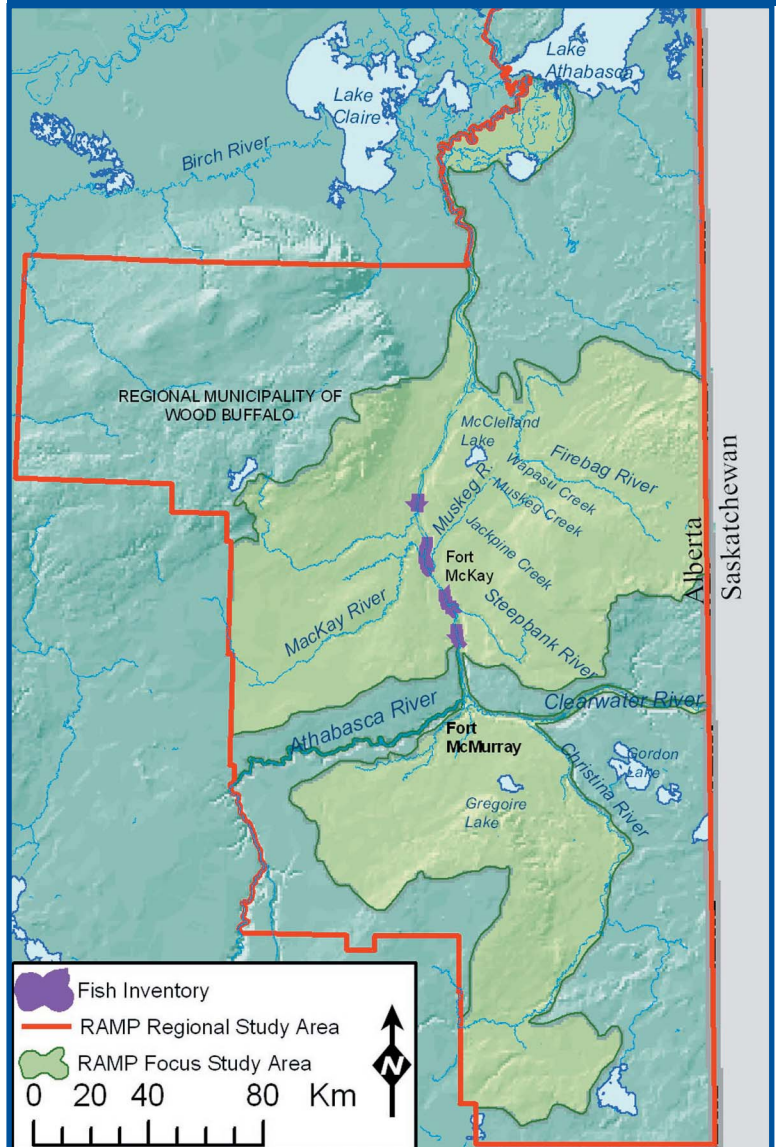 Lake
Athabasca
Lake
Claire
Birch River
REGIONAL MUNICIPALITY OF
WOOD BUFFALO
McClelland
Lake
Firebag River
Wapasu Creek
Muskeg R.
Muskeg Creek
Jackpine Creek
Fort
McKay
Alberta
Saskatchewan
MacKay River
Steepbank River
Athabasca River
Clearwater River
Fort
McMurray
Christina River
Gordon
Lake
Gregoire
Lake
Fish Inventory
RAMP Regional Study Area
RAMP Focus Study Area
N
0 20 40 80 Km